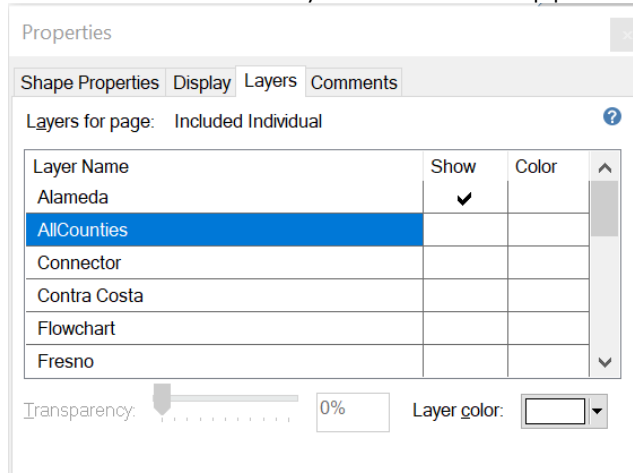 Properties
Shape Properties Display Layers Comments
Layers for page: Included Individual
Layer Name Show Color
Alameda
AllCounties
Connector
Contra Costa
Flowchart
Fresno
Transparency: 0% Layer color: